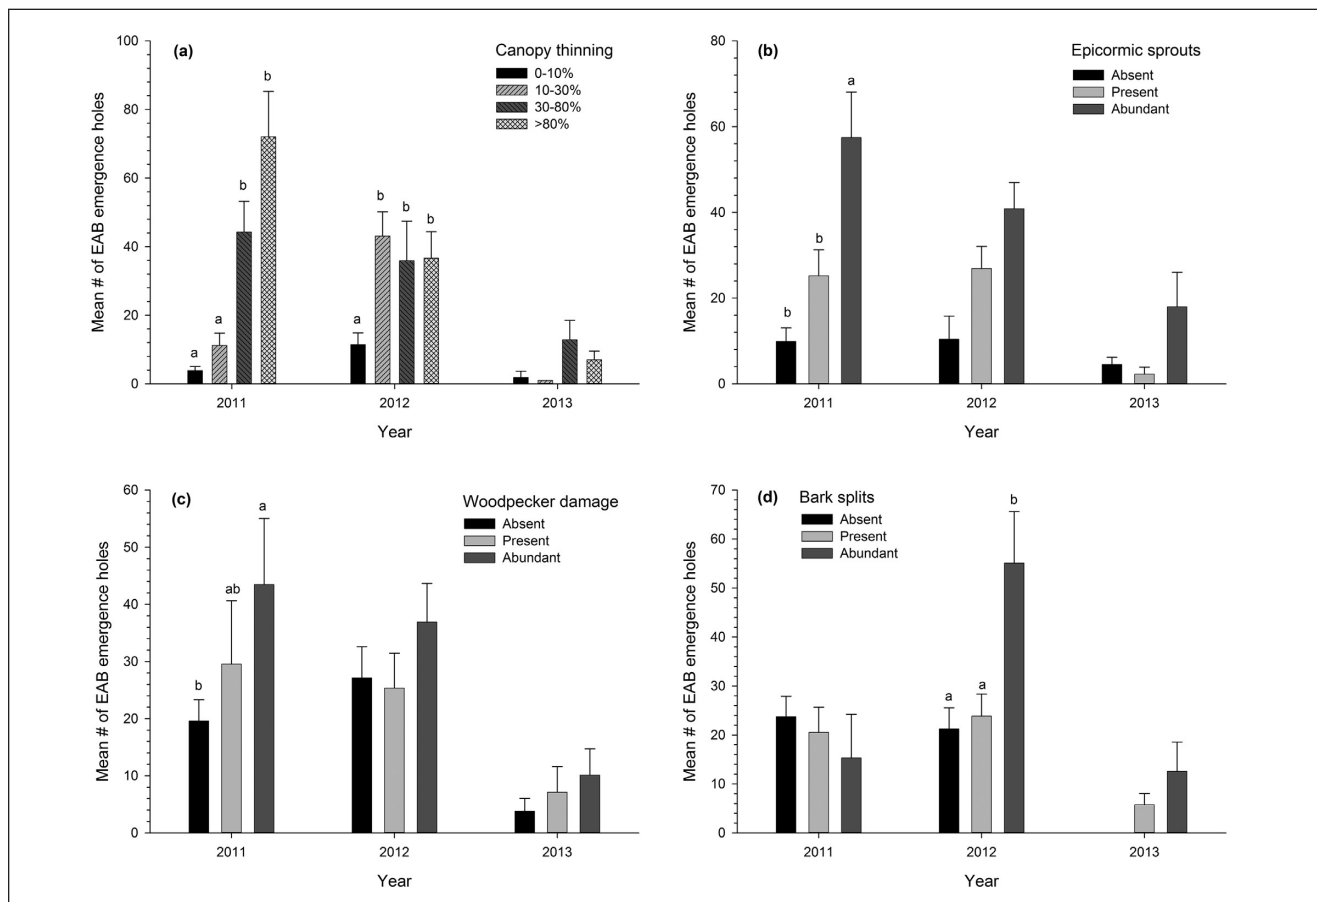 (a)
Canopy thinning
0-10%
10-30%
30-80%
>80%
Mean # of EAB emergence holes
100
80
60
40
20
0
a
a
b
b
a
b
b
b
2011
2012
2013
Year
(b)
Epicormic sprouts
Absent
Present
Abundant
Mean # of EAB emergence holes
80
60
40
20
0
b
b
a
2011
2012
2013
Year
(c)
Woodpecker damage
Absent
Present
Abundant
Mean # of EAB emergence holes
60
50
40
30
20
10
0
b
ab
a
2011
2012
2013
Year
(d)
Bark splits
Absent
Present
Abundant
Mean # of EAB emergence holes
70
60
50
40
30
20
10
0
a
a
b
2011
2012
2013
Year